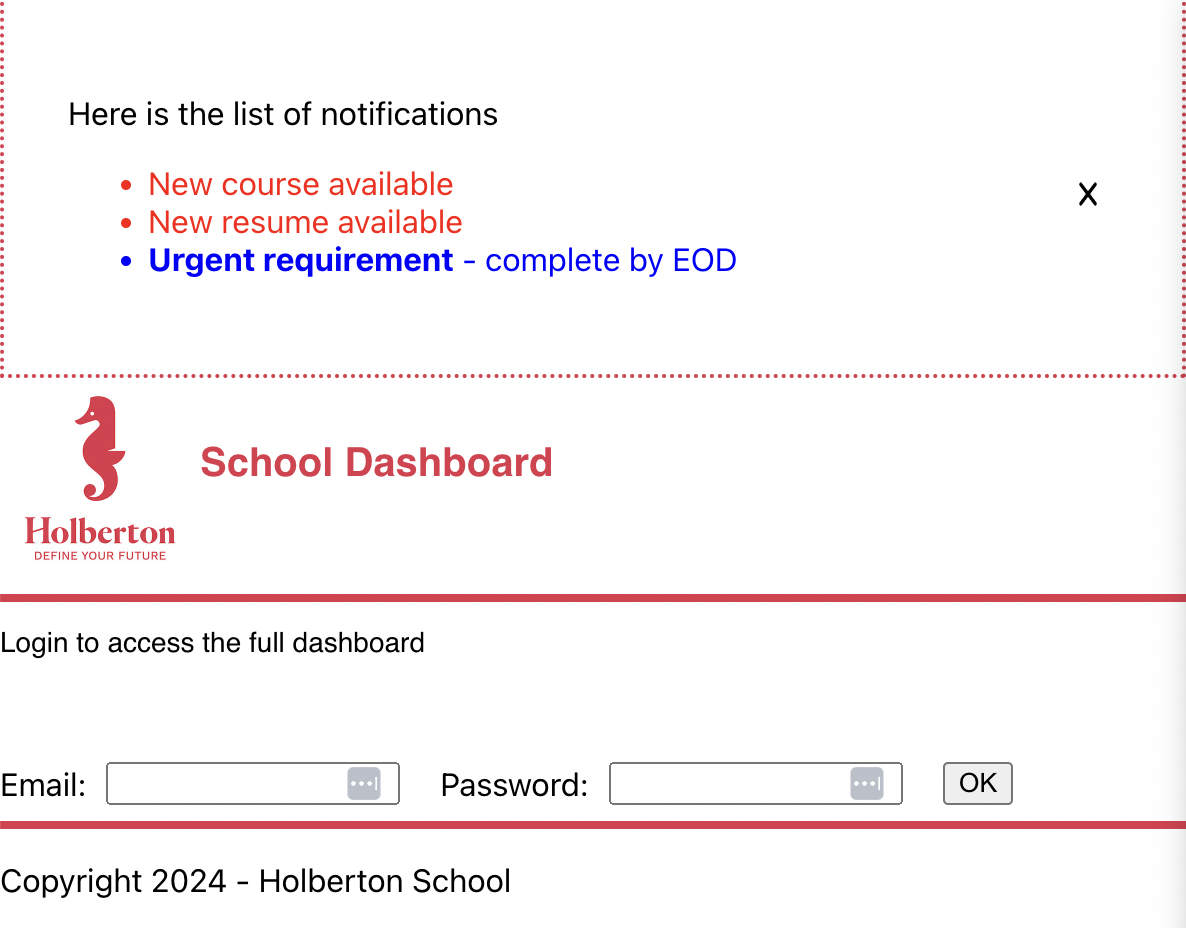 Here is the list of notifications
New course available
X
New resume available
Urgent requirement - complete by EOD
School Dashboard
Holberton
DEFINE YOUR FUTURE
Login to access the full dashboard
Email: Password: OK
Copyright 2024 - Holberton School